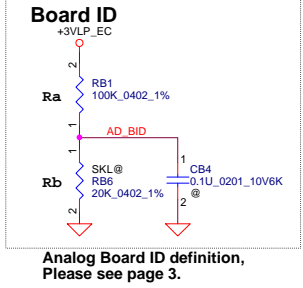 Board ID
+3VLP_EC
2
RB1
Ra
100K_0402_1%
1
AD_BID
1
1
SKL@
CB4
Rb
RB6
0.1U_0201_10V6K
20K_0402_1%
@
2
2
Analog Board ID definition,
Please see page 3.